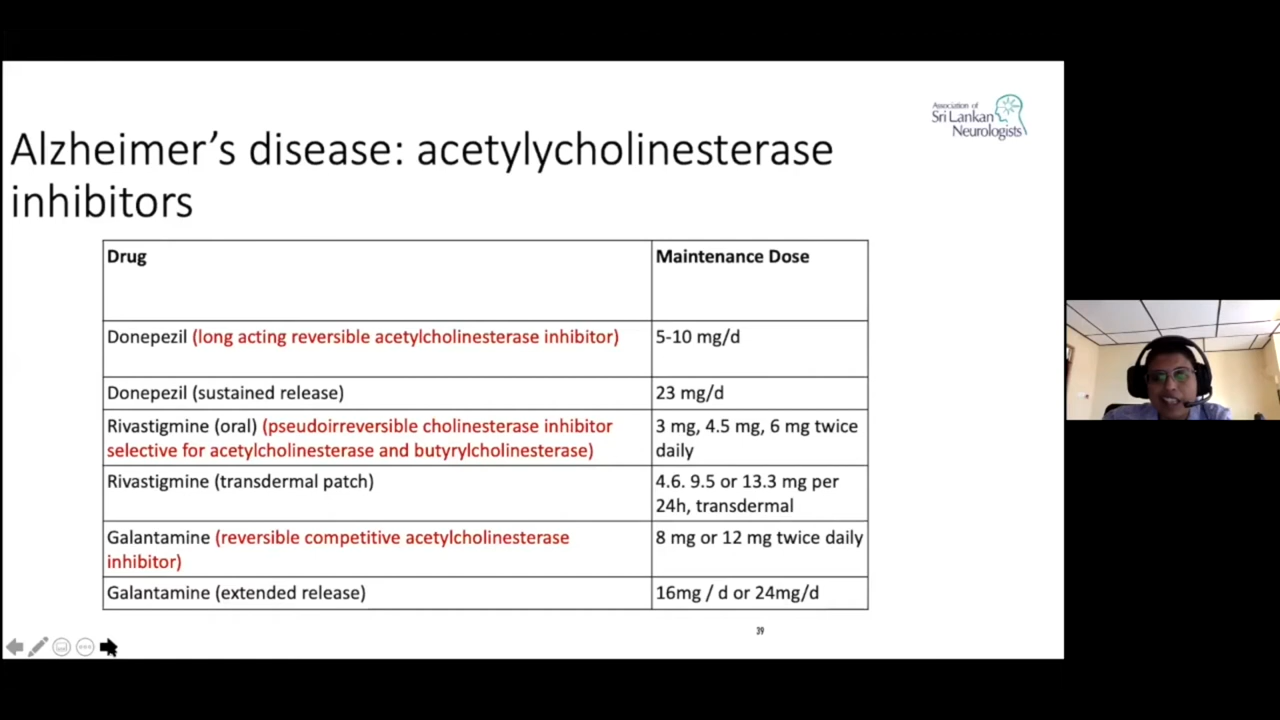 Association of
Sri Lankan
Neurologists
Alzheimer's disease: acetylycholinesterase
inhibitors
Drug
Maintenance Dose
Donepezil (long acting reversible acetylcholinesterase inhibitor)
5-10 mg/d
Donepezil (sustained release)
23 mg/d
Rivastigmine (oral) (pseudoirreversible cholinesterase inhibitor
selective for acetylcholinesterase and butyrylcholinesterase)
3 mg, 4.5 mg, 6 mg twice
daily
Rivastigmine (transdermal patch)
4.6. 9.5 or 13.3 mg per
24h, transdermal
Galantamine (reversible competitive acetylcholinesterase
inhibitor)
8 mg or 12 mg twice daily
Galantamine (extended release)
16mg / d or 24mg/d
39